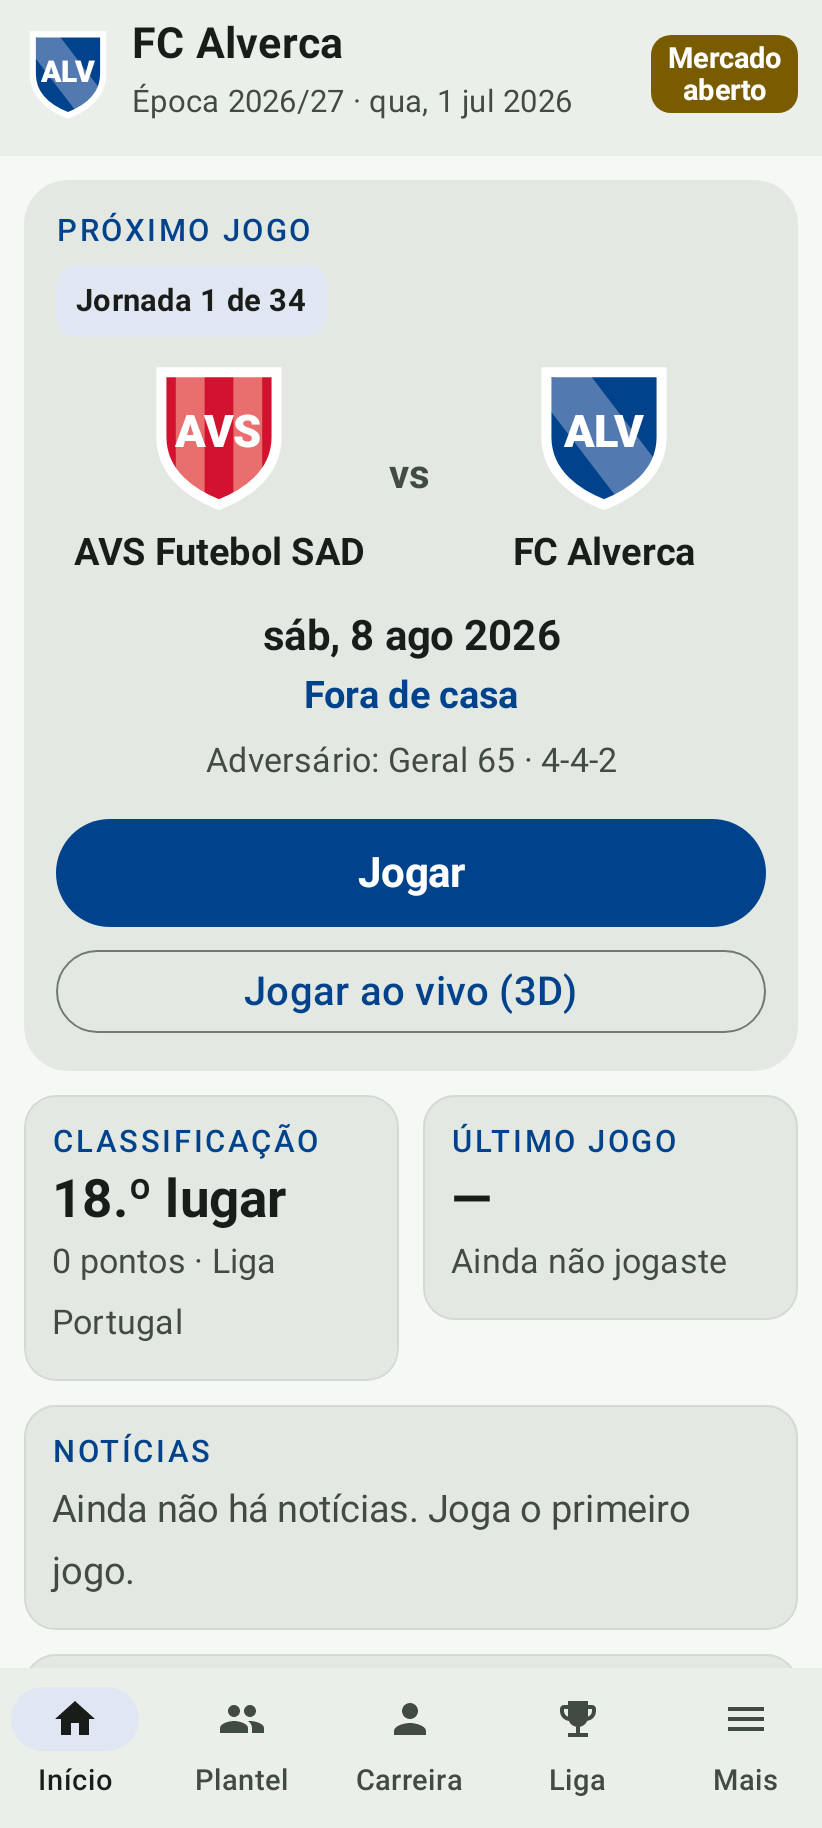 ALV
FC Alverca
Época 2026/27 · qua, 1 jul 2026
Mercado
aberto
PRÓXIMO JOGO
Jornada 1 de 34
AVS
vs
ALV
AVS Futebol SAD
FC Alverca
sáb, 8 ago 2026
Fora de casa
Adversário: Geral 65 · 4-4-2
Jogar
Jogar ao vivo (3D)
CLASSIFICAÇÃO
18.º lugar
0 pontos · Liga
Portugal
ÚLTIMO JOGO
—
Ainda não jogaste
NOTÍCIAS
Ainda não há notícias. Joga o primeiro
jogo.
Início
Plantel
Carreira
Liga
Mais